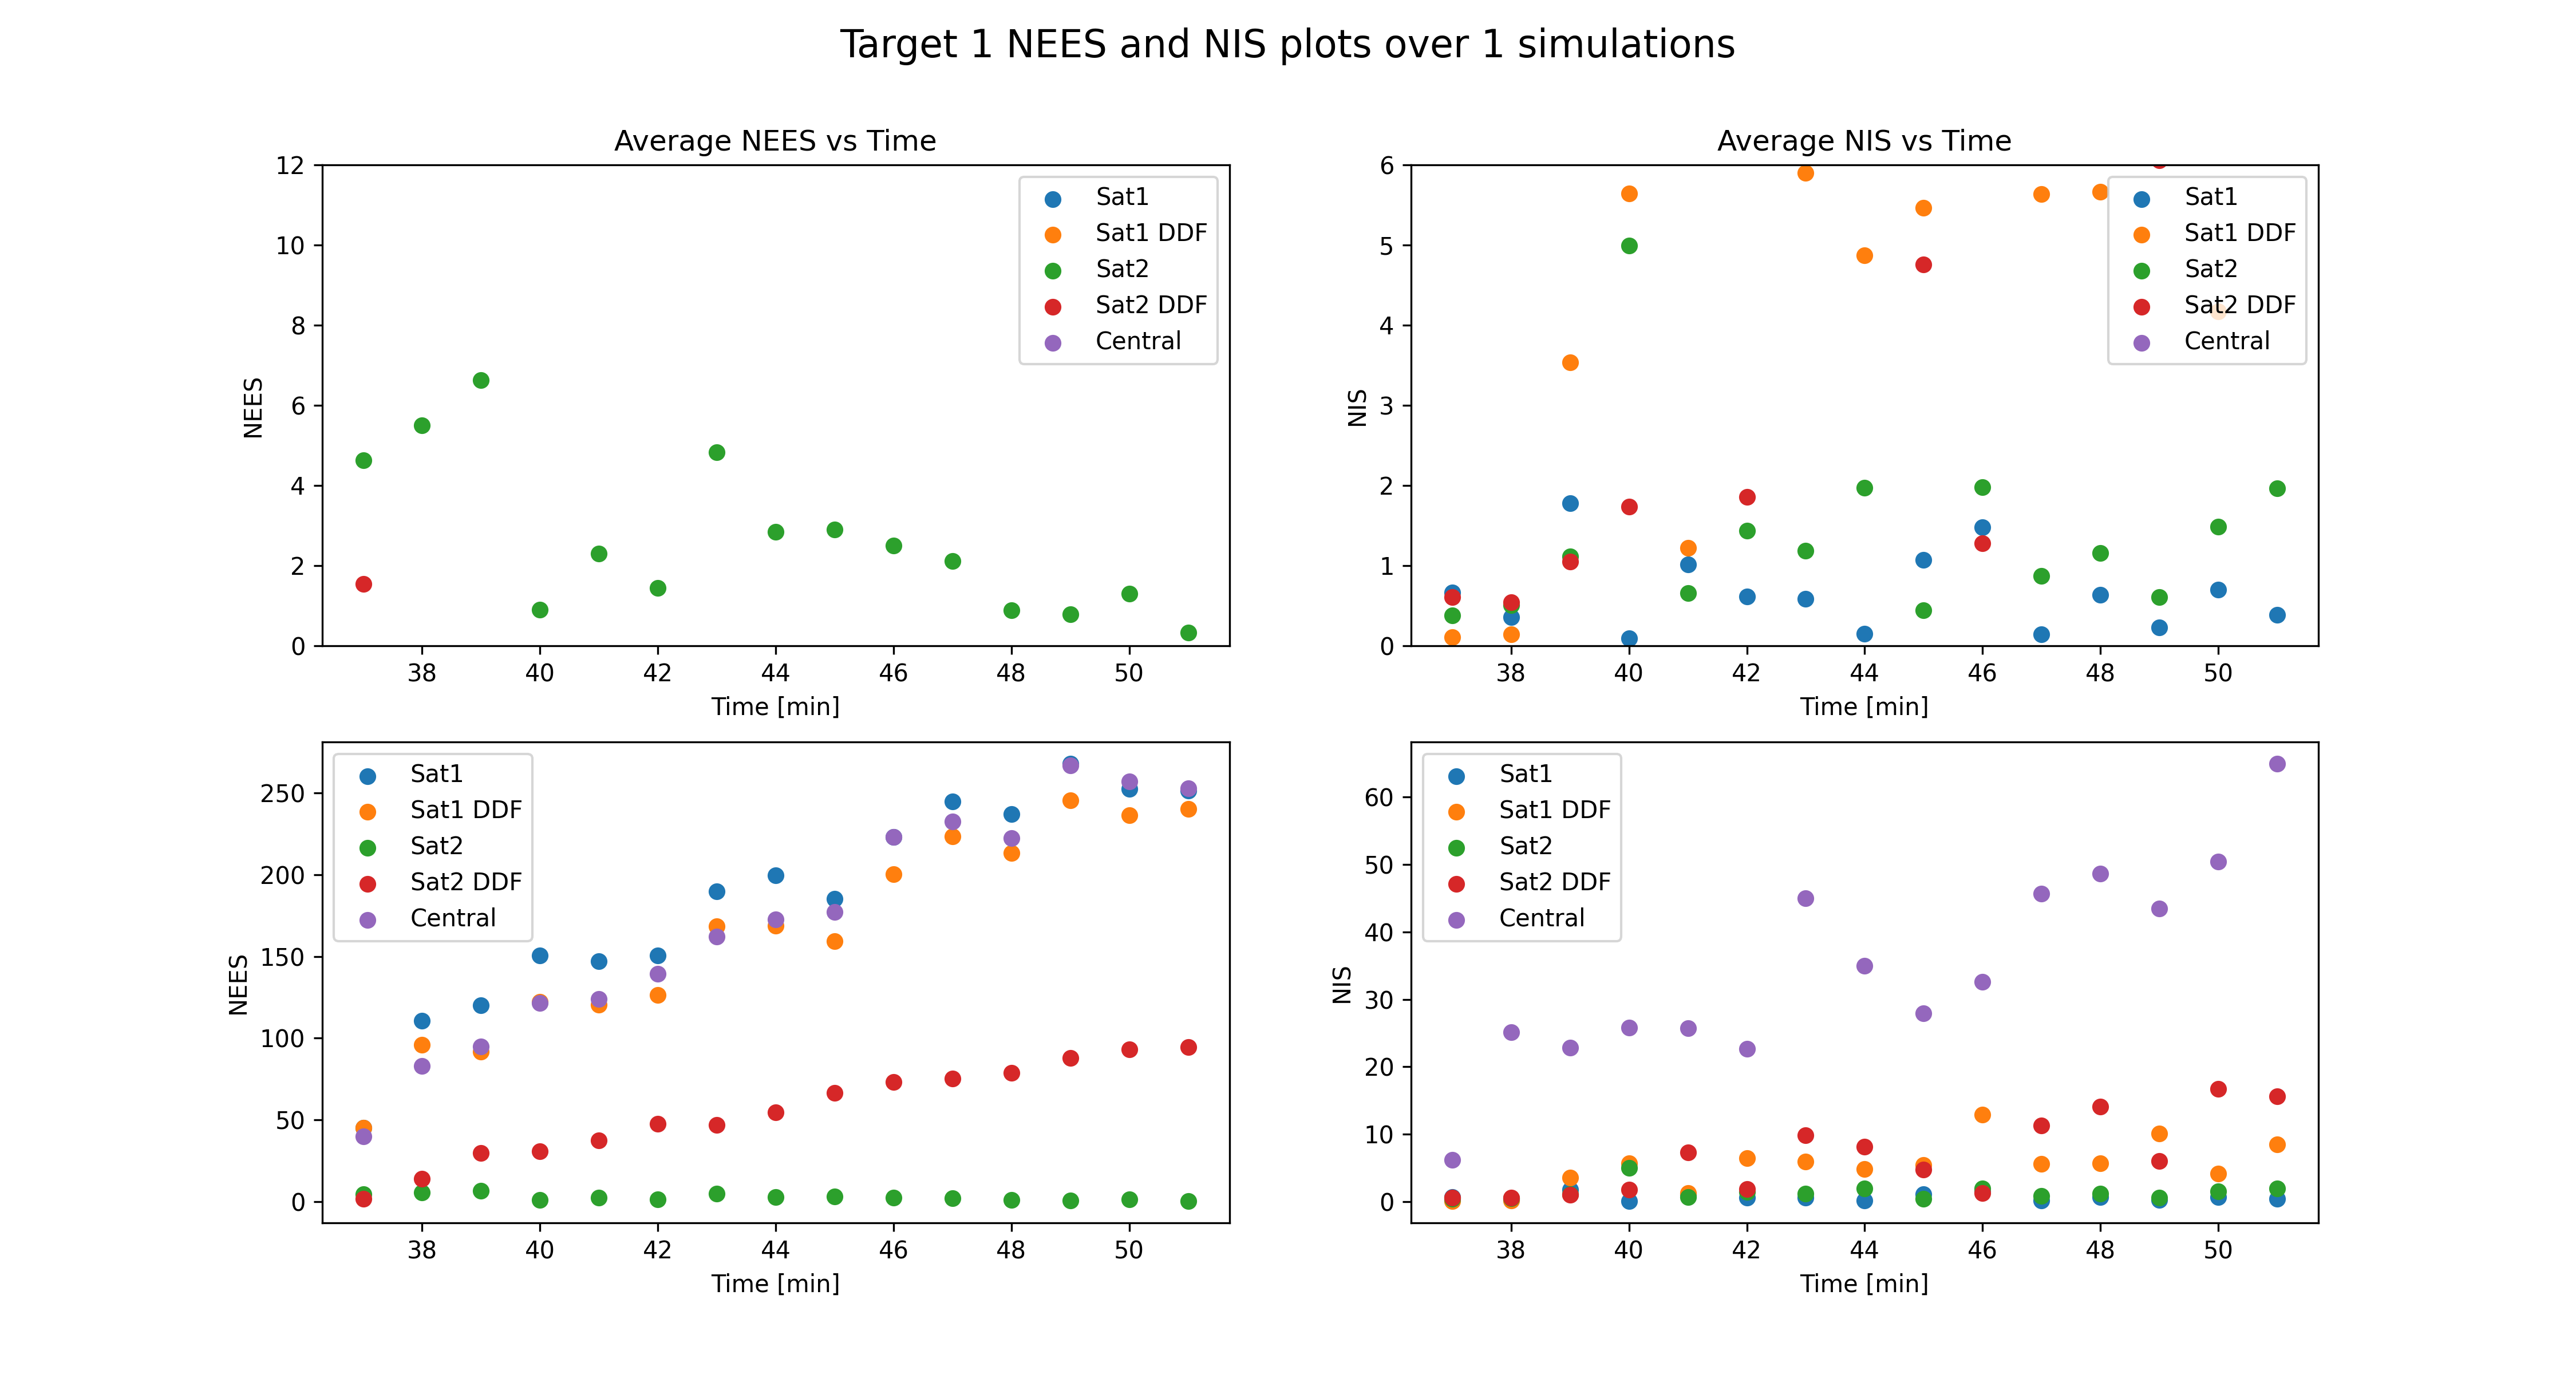 Target 1 NEES and NIS plots over 1 simulations
Average NEES vs Time
12
10
8
6
4
2
0
NEES
38 40 42 44 46 48 50
Time [min]
Sat1
Sat1 DDF
Sat2
Sat2 DDF
Central
Average NIS vs Time
6
5
4
3
2
1
0
NIS
38 40 42 44 46 48 50
Time [min]
Sat1
Sat1 DDF
Sat2
Sat2 DDF
Central
250
200
150
100
50
0
NEES
38 40 42 44 46 48 50
Time [min]
Sat1
Sat1 DDF
Sat2
Sat2 DDF
Central
60
50
40
30
20
10
0
NIS
38 40 42 44 46 48 50
Time [min]
Sat1
Sat1 DDF
Sat2
Sat2 DDF
Central